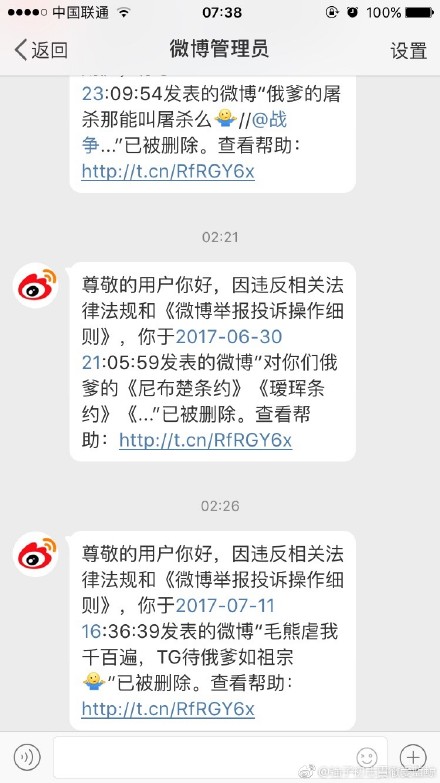 中国联通 07:38 100%
返回 微博管理员 设置
23:09:54发表的微博“俄爹的屠
杀那能叫屠杀么🤷//@战
争...”已被删除。查看帮助：
http://t.cn/RfRGY6x
02:21
尊敬的用户你好，因违反相关法
律法规和《微博举报投诉操作细
则》，你于2017-06-30
21:05:59发表的微博“对你们俄
爹的《尼布楚条约》《瑷珲条
约》《...”已被删除。查看帮
助：http://t.cn/RfRGY6x
02:26
尊敬的用户你好，因违反相关法
律法规和《微博举报投诉操作细
则》，你于2017-07-11
16:36:39发表的微博“毛熊虐我
千百遍，TG待俄爹如祖宗
🤷”已被删除。查看帮助：
http://t.cn/RfRGY6x